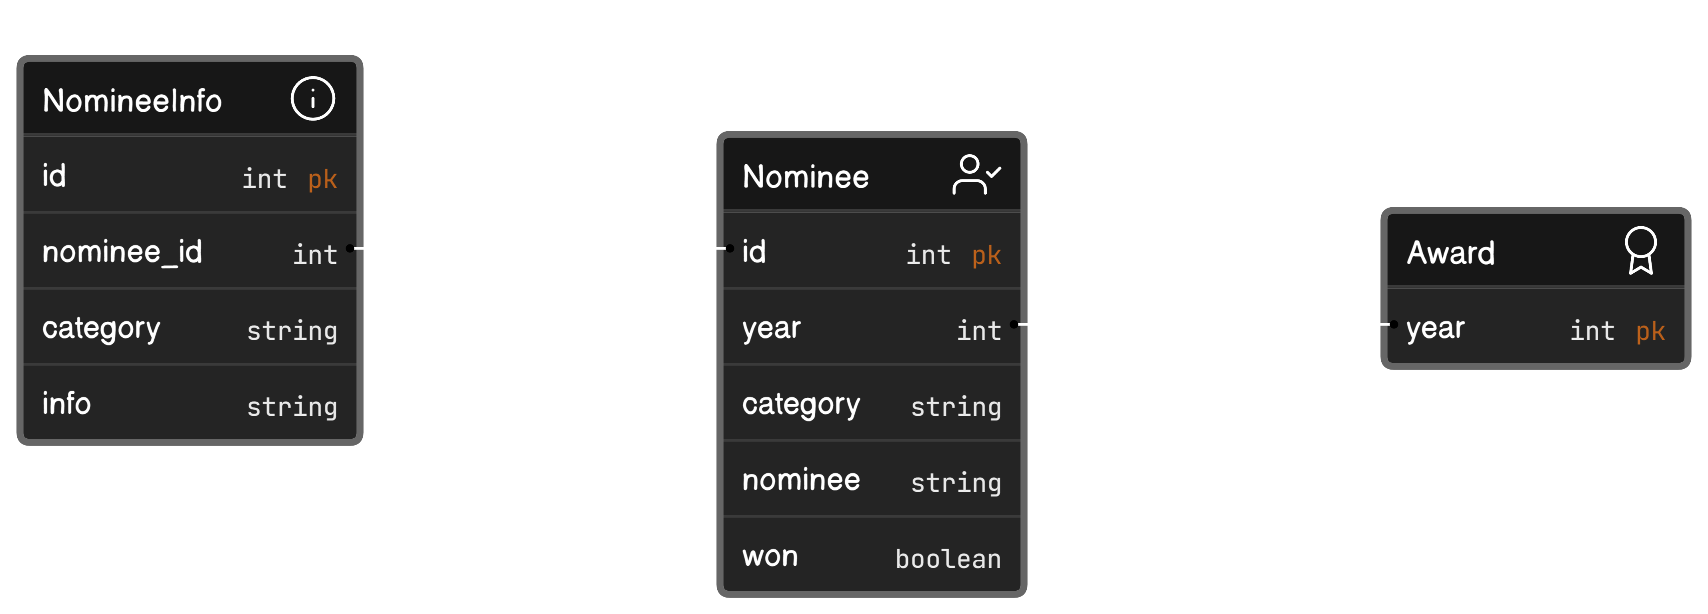 NomineeInfo
id int pk
nominee_id int
category string
info string
Nominee
id int pk
year int
category string
nominee string
won boolean
Award
year int pk